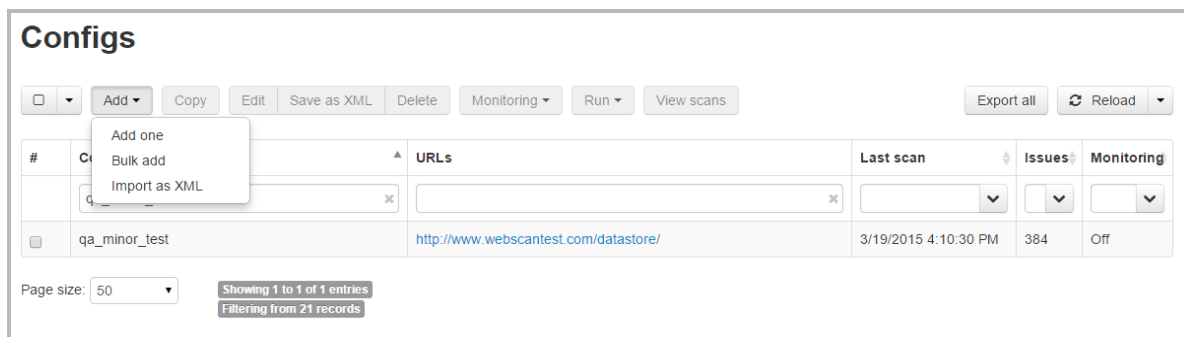 Configs
Add Copy Edit Save as XML Delete Monitoring Run View scans Export all Reload
Add one
Bulk add
Import as XML
# URLs Last scan Issues Monitoring
qa_minor_test http://www.webscantest.com/datastore/ 3/19/2015 4:10:30 PM 384 Off
Page size: 50 Showing 1 to 1 of 1 entries
Filtering from 21 records